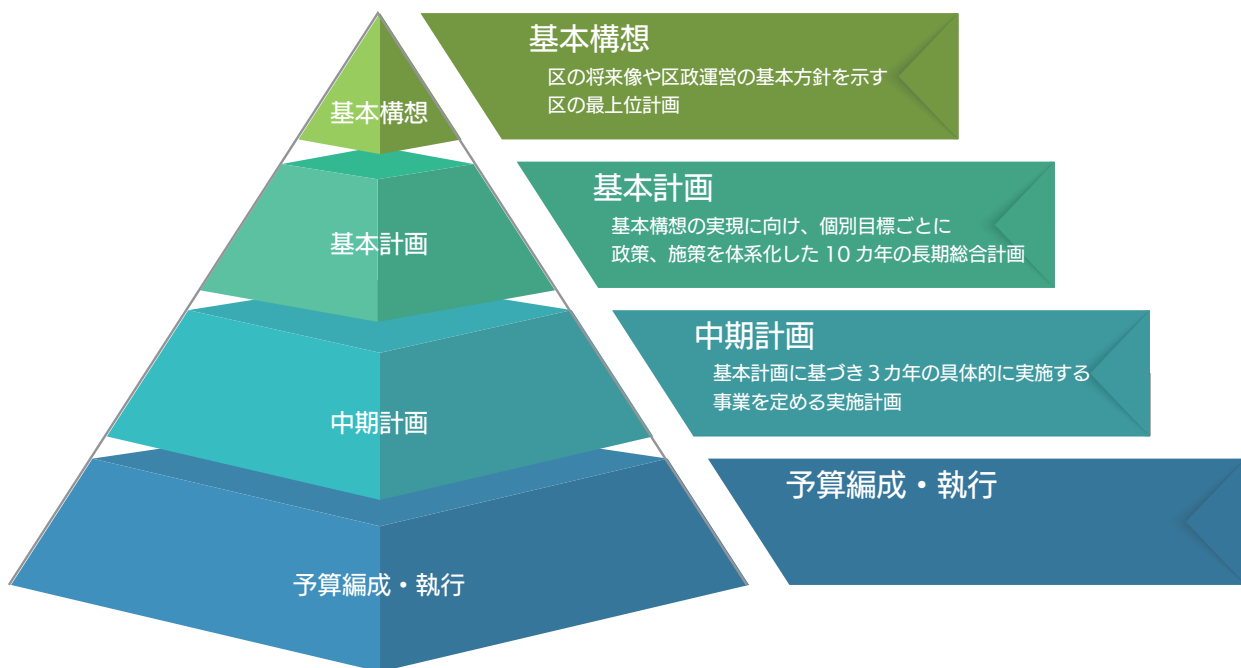 基本構想
基本構想
区の将来像や区政運営の基本方針を示す
区の最上位計画
基本計画
基本計画
基本構想の実現に向け、個別目標ごとに
政策、施策を体系化した 10 カ年の長期総合計画
中期計画
中期計画
基本計画に基づき3カ年の具体的に実施する
事業を定める実施計画
予算編成・執行
予算編成・執行